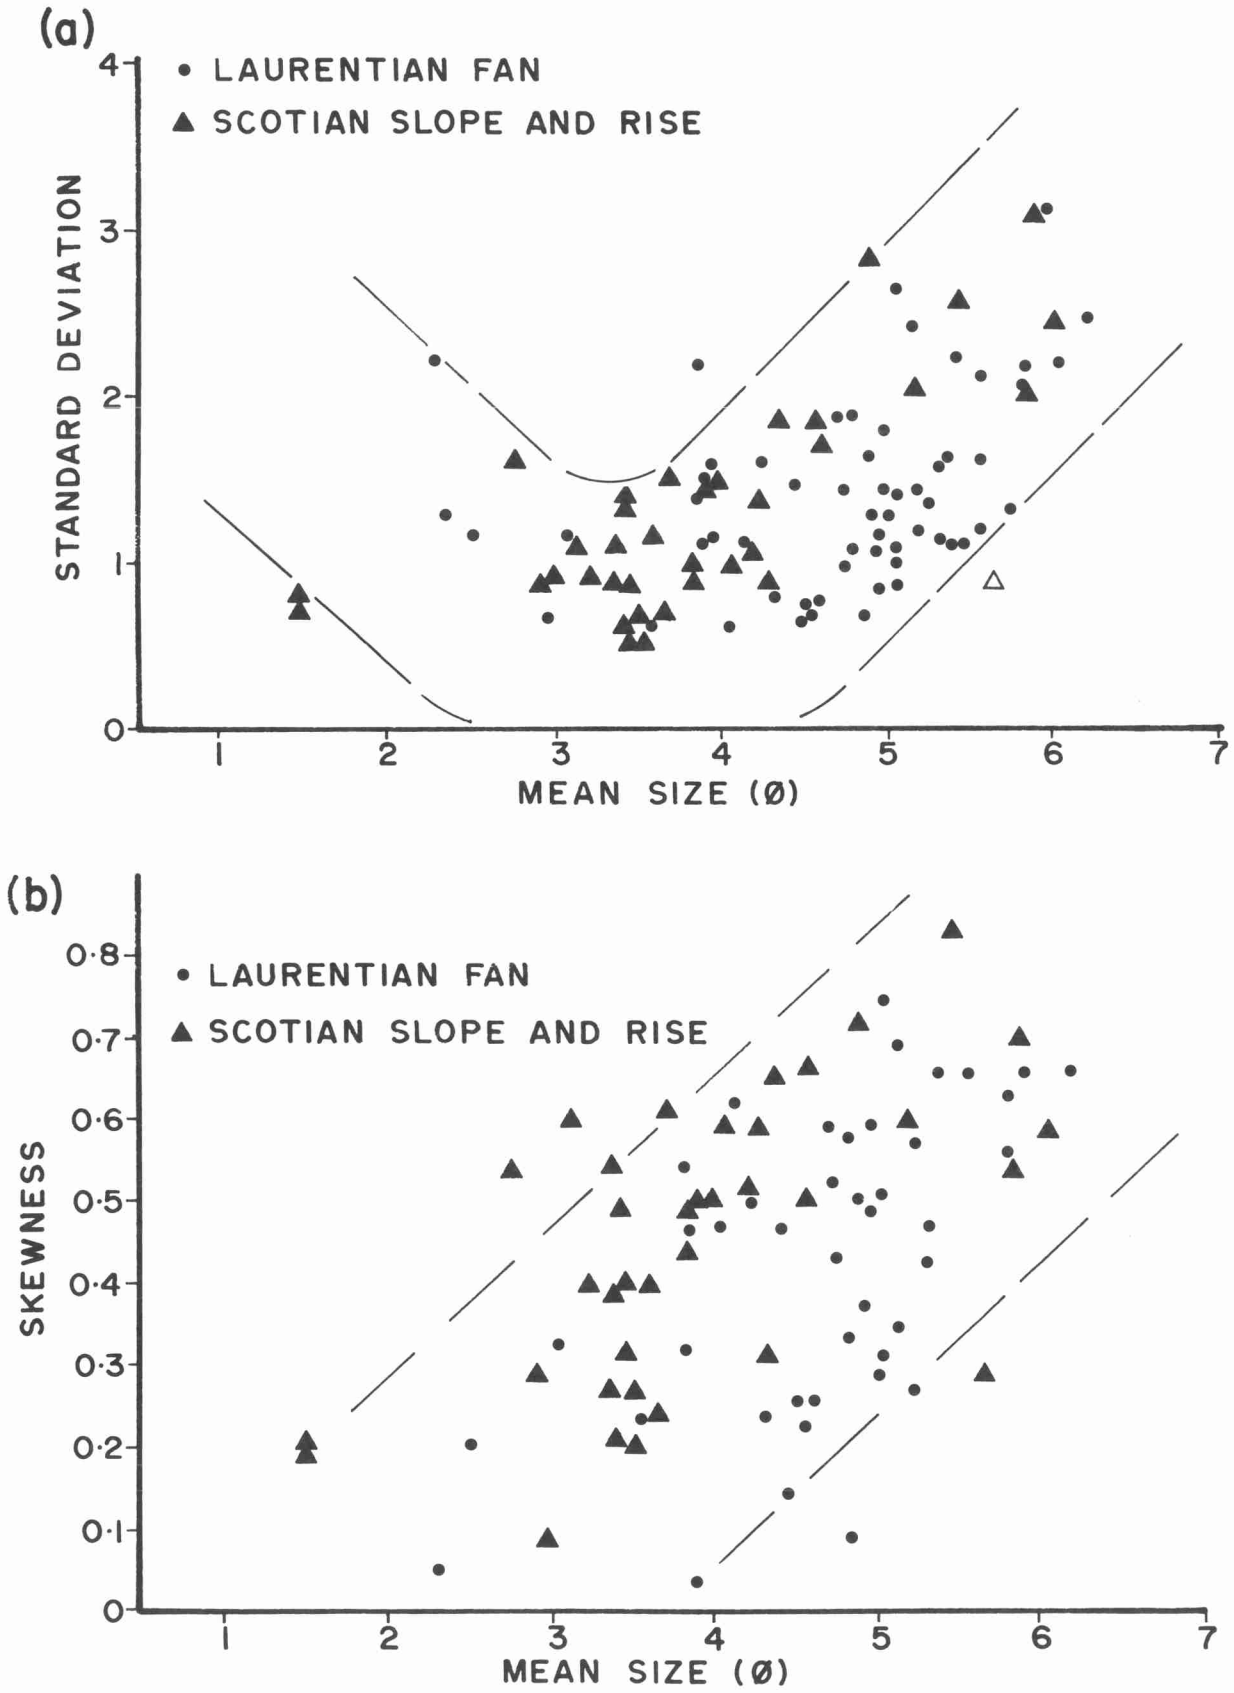 (a)
4
● LAURENTIAN FAN
▲ SCOTIAN SLOPE AND RISE
STANDARD DEVIATION
3
2
1
0
1 2 3 4 5 6 7
MEAN SIZE (Ø)
(b)
0·8
● LAURENTIAN FAN
0·7
▲ SCOTIAN SLOPE AND RISE
0·6
SKEWNESS
0·5
0·4
0·3
0·2
0·1
0
1 2 3 4 5 6 7
MEAN SIZE (Ø)